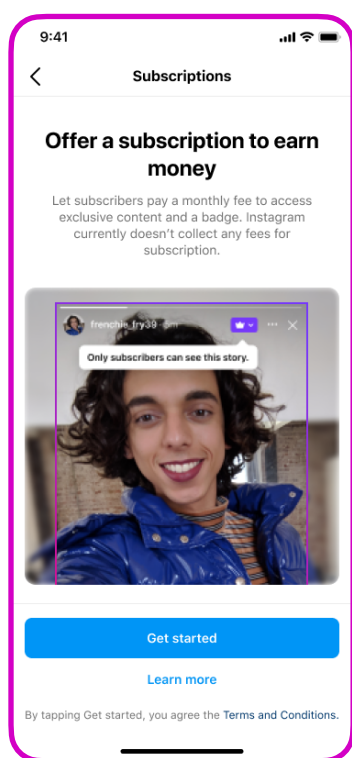 9:41
Subscriptions
Offer a subscription to earn
money
Let subscribers pay a monthly fee to access
exclusive content and a badge. Instagram
currently doesn’t collect any fees for
subscription.
frenchie_fry39 5m
Only subscribers can see this story.
Get started
Learn more
By tapping Get started, you agree the Terms and Conditions.